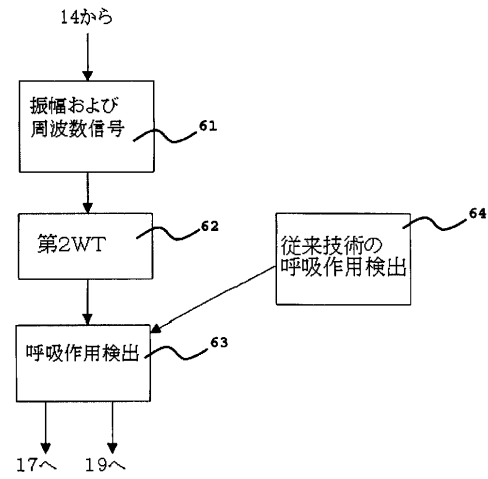 14から
振幅および
周波数信号
61
第2WT
62
従来技術の
呼吸作用検出
64
呼吸作用検出
63
17へ
19へ